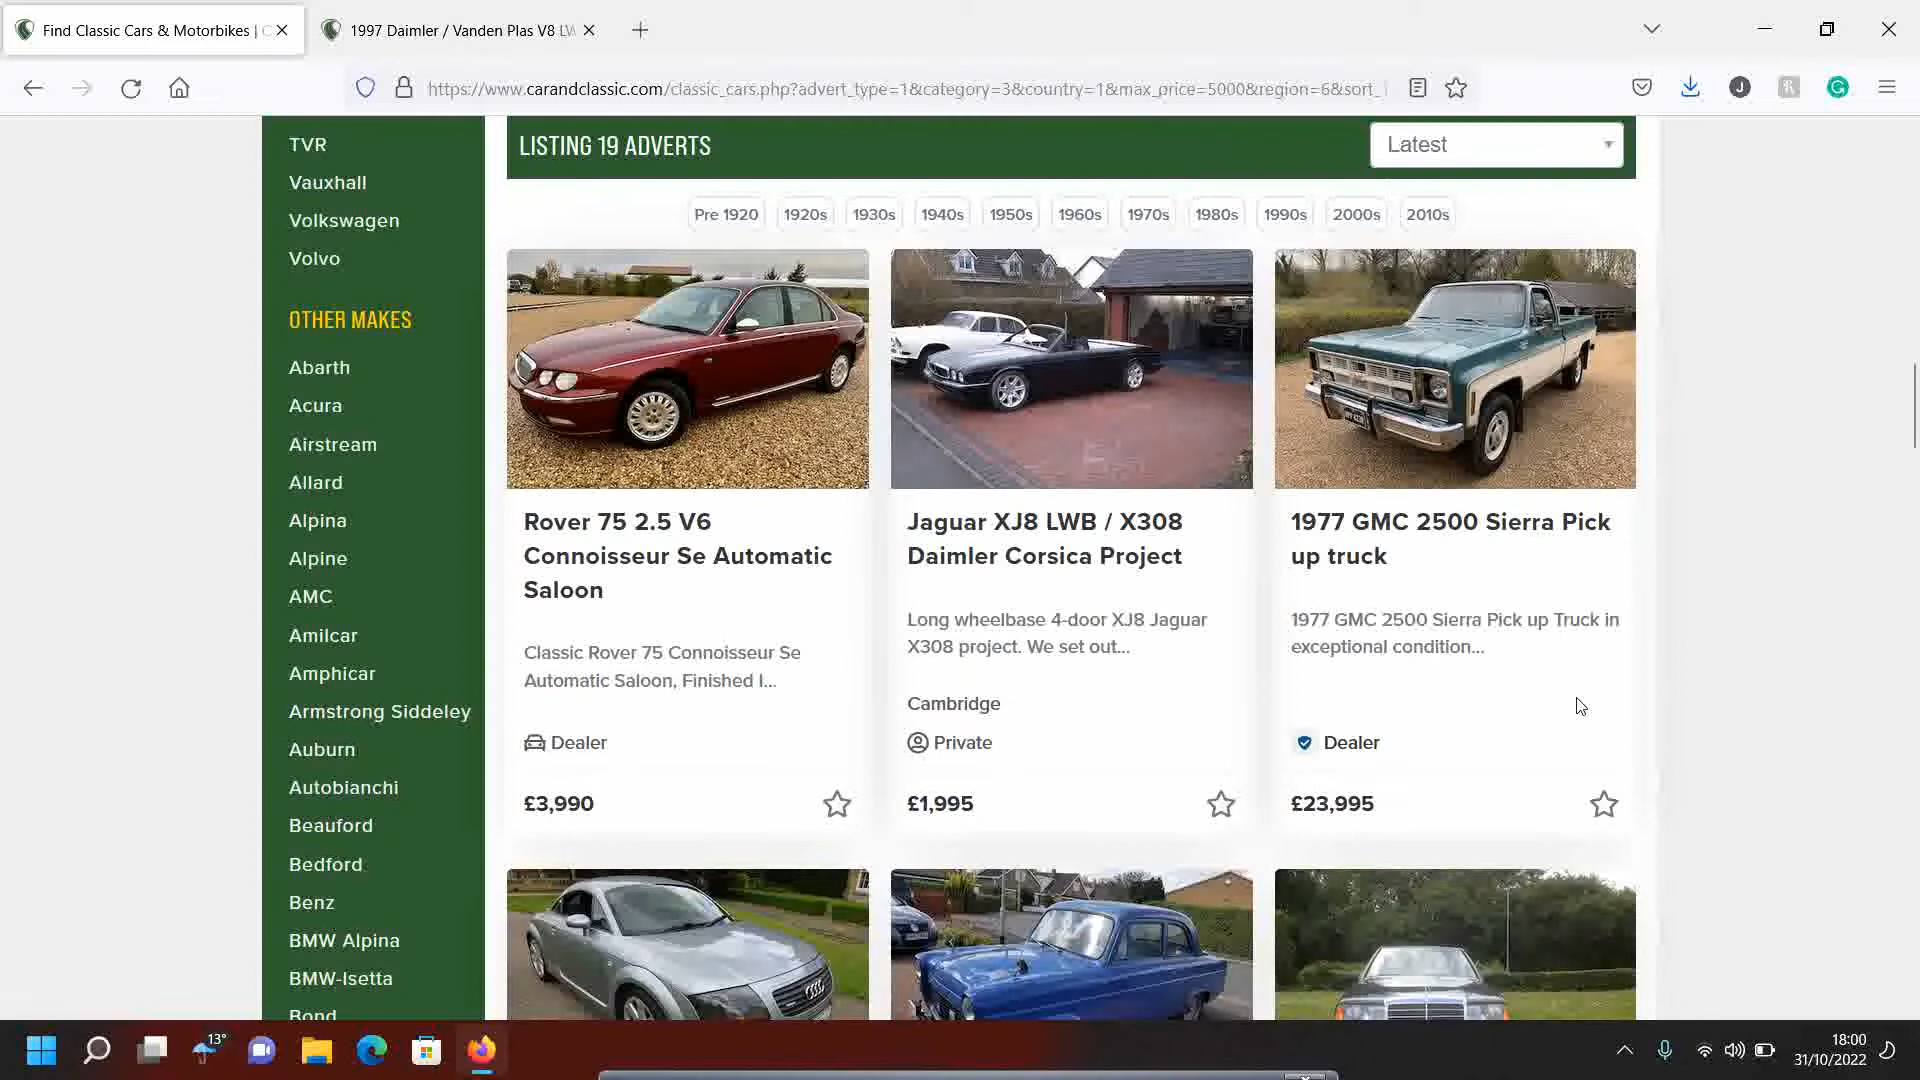 Find Classic Cars & Motorbikes | C
1997 Daimler / Vanden Plas V8 LW
https://www.carandclassic.com/classic_cars.php?advert_type=1&category=3&country=1&max_price=5000&region=6&sort_
J
TVR
Vauxhall
Volkswagen
Volvo
OTHER MAKES
Abarth
Acura
Airstream
Allard
Alpina
Alpine
AMC
Amilcar
Amphicar
Armstrong Siddeley
Auburn
Autobianchi
Beauford
Bedford
Benz
BMW Alpina
BMW-Isetta
Bond
LISTING 19 ADVERTS
Latest
Pre 1920 1920s 1930s 1940s 1950s 1960s 1970s 1980s 1990s 2000s 2010s
Rover 75 2.5 V6
Connoisseur Se Automatic
Saloon
Classic Rover 75 Connoisseur Se
Automatic Saloon, Finished I...
Dealer
£3,990
Jaguar XJ8 LWB / X308
Daimler Corsica Project
Long wheelbase 4-door XJ8 Jaguar
X308 project. We set out...
Cambridge
Private
£1,995
1977 GMC 2500 Sierra Pick
up truck
1977 GMC 2500 Sierra Pick up Truck in
exceptional condition...
Dealer
£23,995
13°
18:00
31/10/2022